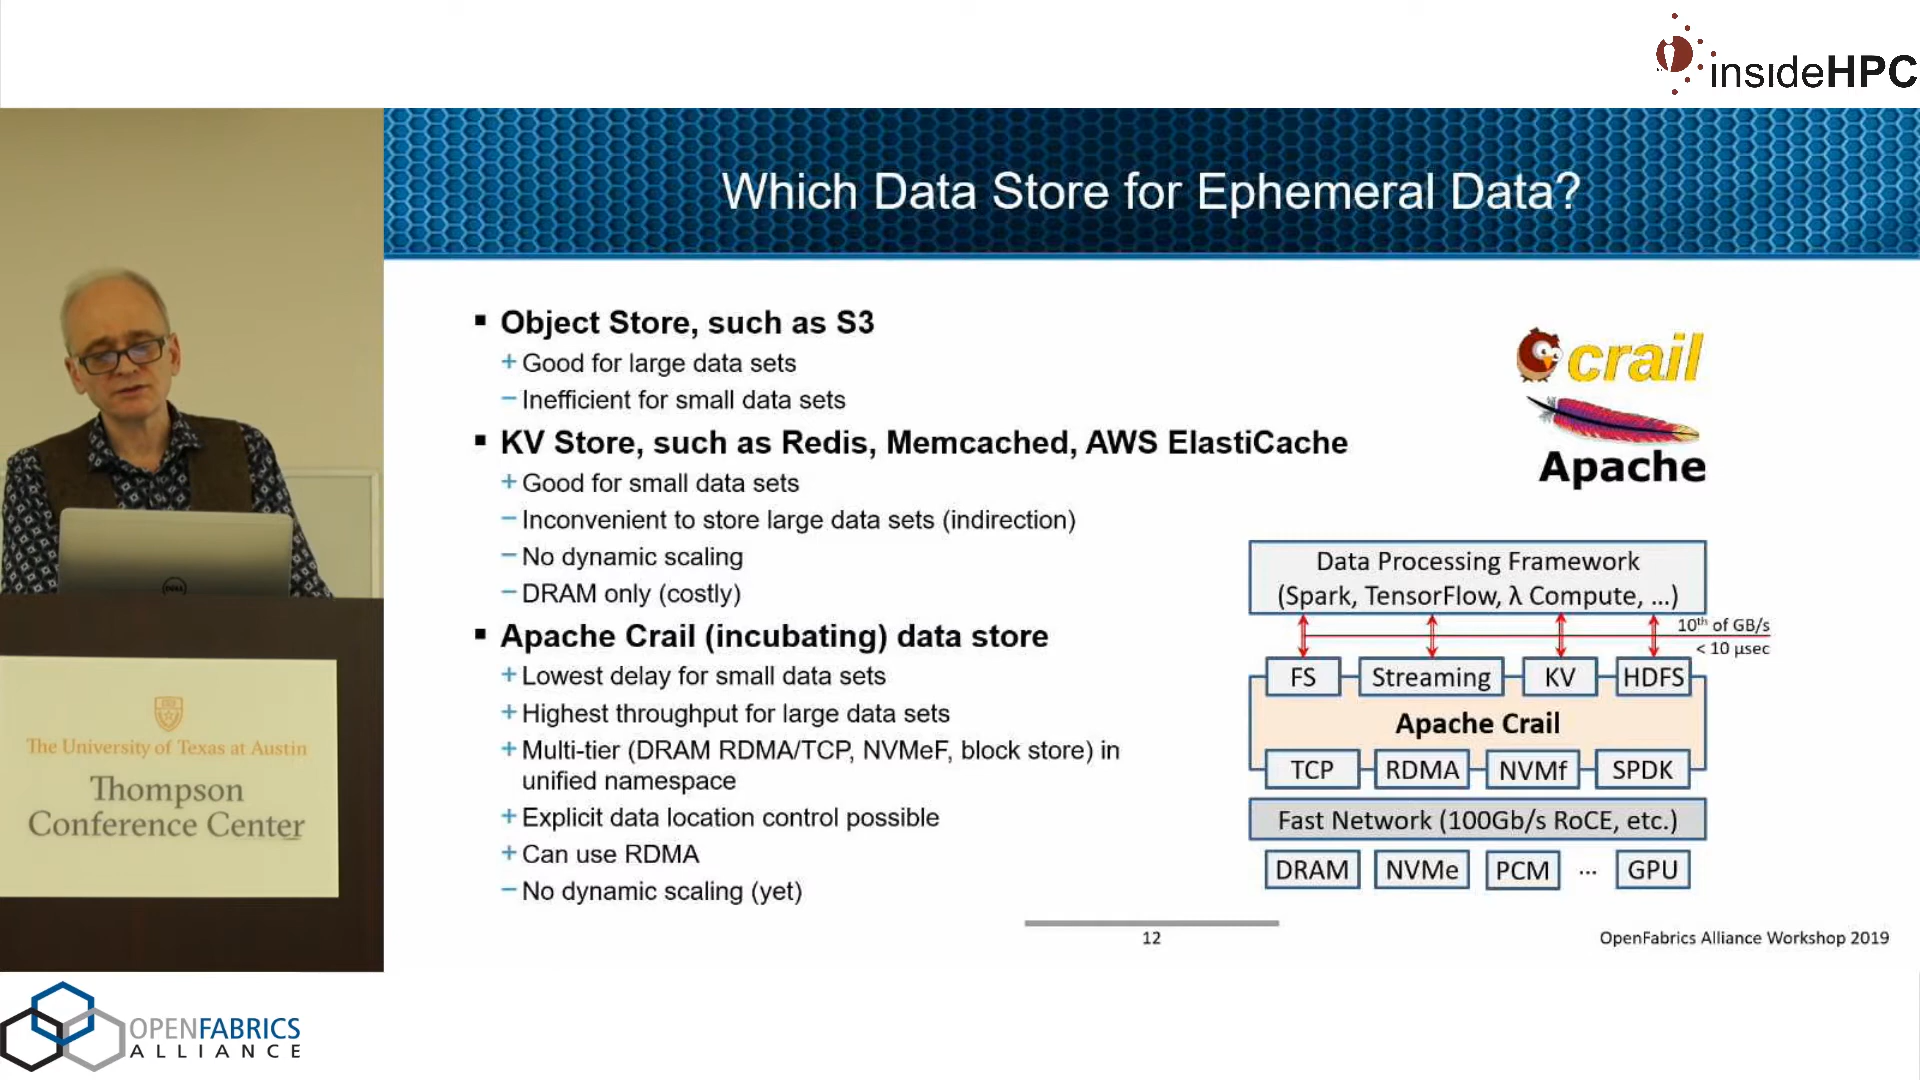 insideHPC
Which Data Store for Ephemeral Data?
▪ Object Store, such as S3
+ Good for large data sets
− Inefficient for small data sets
▪ KV Store, such as Redis, Memcached, AWS ElastiCache
+ Good for small data sets
− Inconvenient to store large data sets (indirection)
− No dynamic scaling
− DRAM only (costly)
▪ Apache Crail (incubating) data store
+ Lowest delay for small data sets
+ Highest throughput for large data sets
+ Multi-tier (DRAM RDMA/TCP, NVMeF, block store) in
unified namespace
+ Explicit data location control possible
+ Can use RDMA
− No dynamic scaling (yet)
crail
Apache
Data Processing Framework
(Spark, TensorFlow, λ Compute, ...)
10th of GB/s
< 10 μsec
FS Streaming KV HDFS
Apache Crail
TCP RDMA NVMf SPDK
Fast Network (100Gb/s RoCE, etc.)
DRAM NVMe PCM ... GPU
12
OpenFabrics Alliance Workshop 2019
DELL
The University of Texas at Austin
Thompson
Conference Center
OPENFABRICS
ALLIANCE